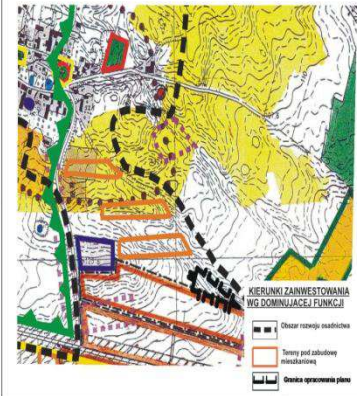 KIERUNKI ZAINWESTOWANIA
WG DOMINUJĄCEJ FUNKCJI
Obszar rozwoju osadnictwa
Tereny pod zabudowę
mieszkaniową
Granica opracowania planu